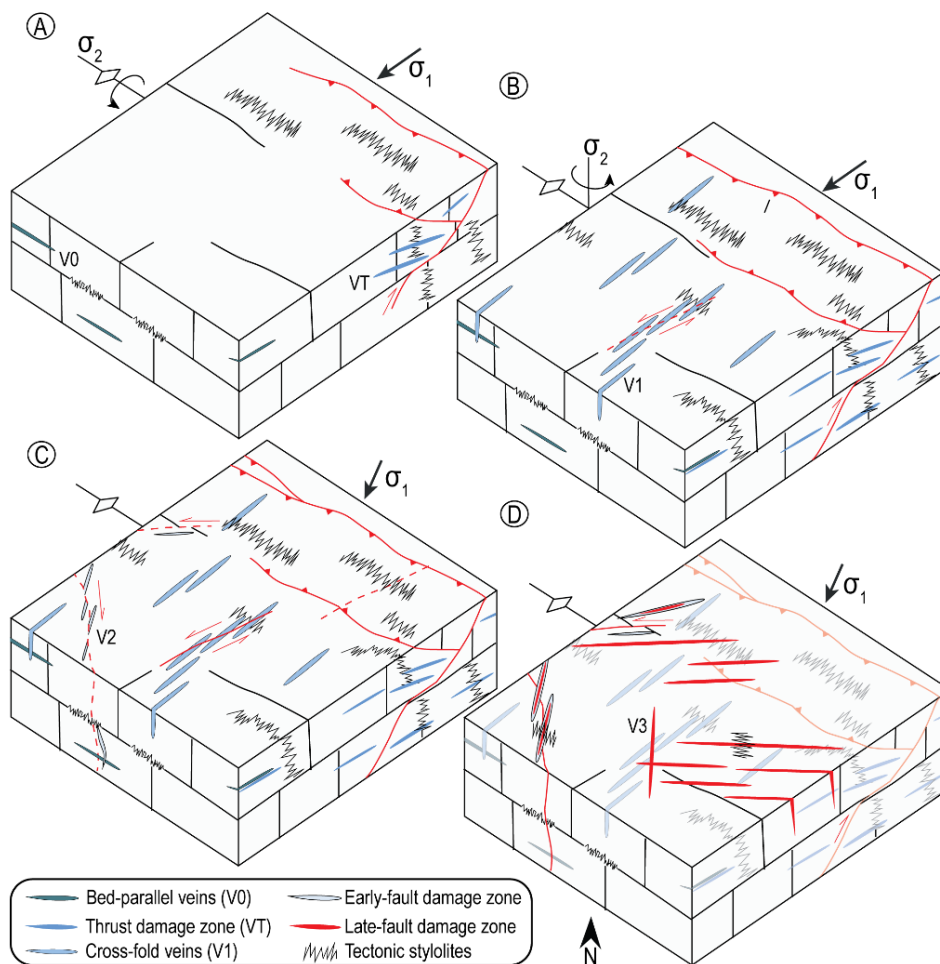 A
σ2
σ1
V0
VT
B
σ2
σ1
V1
C
σ1
V2
D
σ1
V3
Bed-parallel veins (V0)
Early-fault damage zone
Thrust damage zone (VT)
Late-fault damage zone
Cross-fold veins (V1)
Tectonic stylolites
N